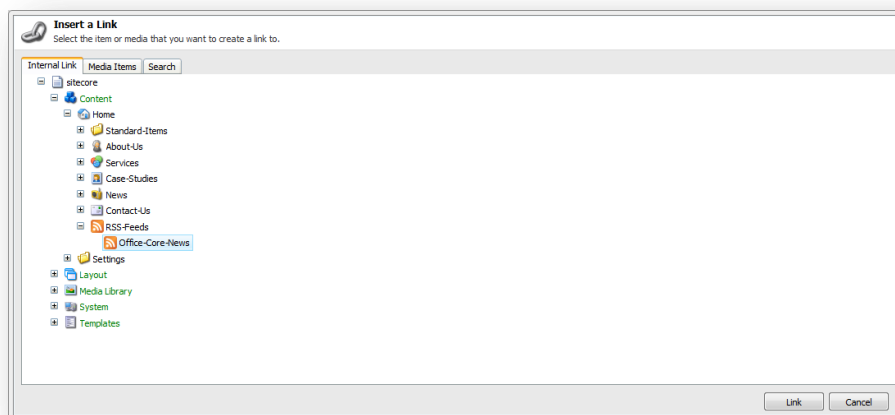 Insert a Link
Select the item or media that you want to create a link to.
Internal Link Media Items Search
sitecore
Content
Home
Standard-Items
About-Us
Services
Case-Studies
News
Contact-Us
RSS-Feeds
Office-Core-News
Settings
Layout
Media Library
System
Templates
Link Cancel